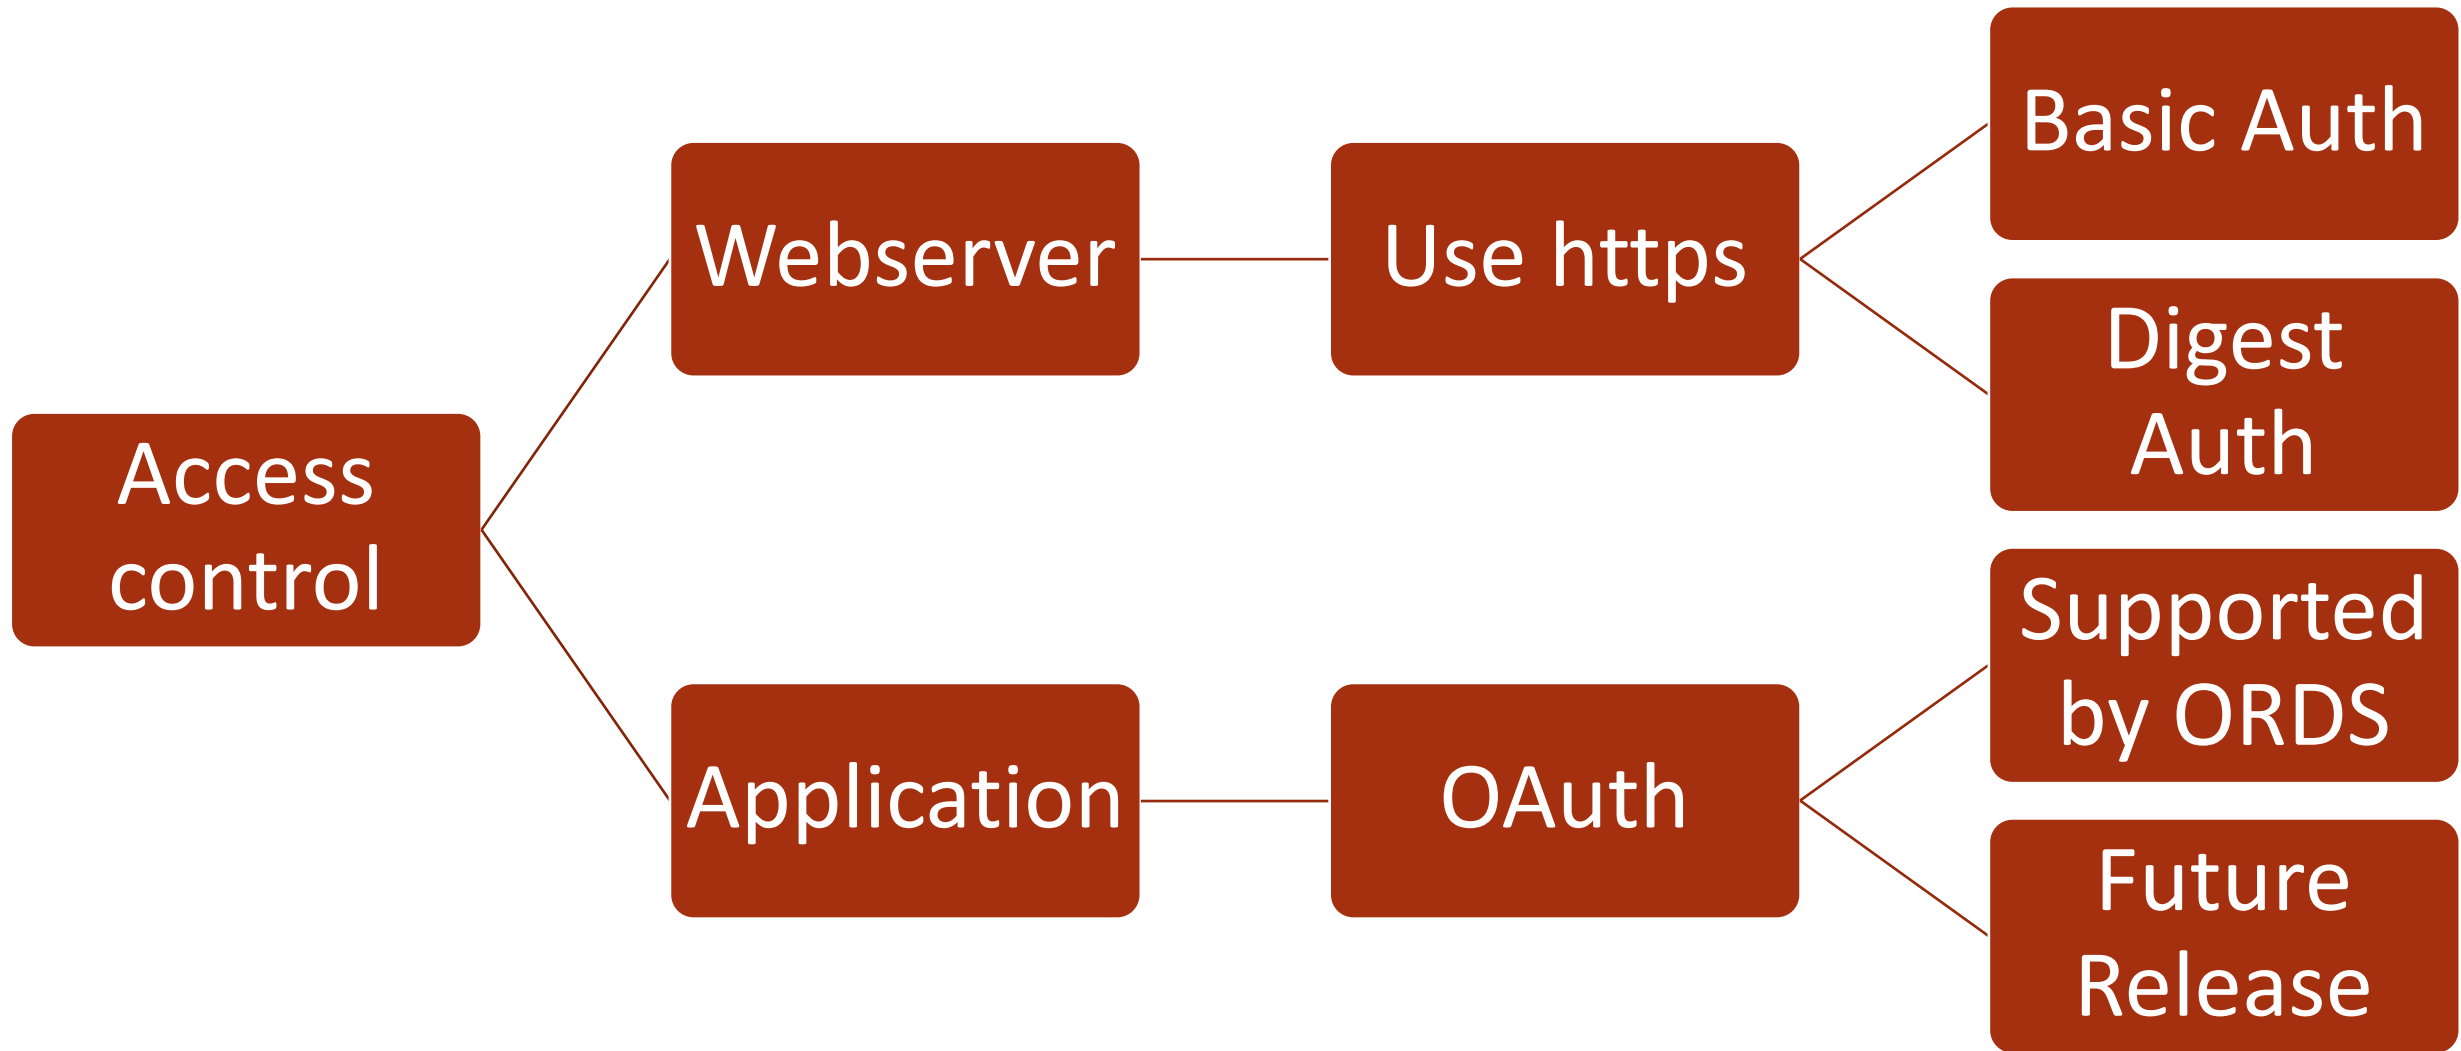 Access
control
Webserver
Use https
Basic Auth
Digest
Auth
Application
OAuth
Supported
by ORDS
Future
Release